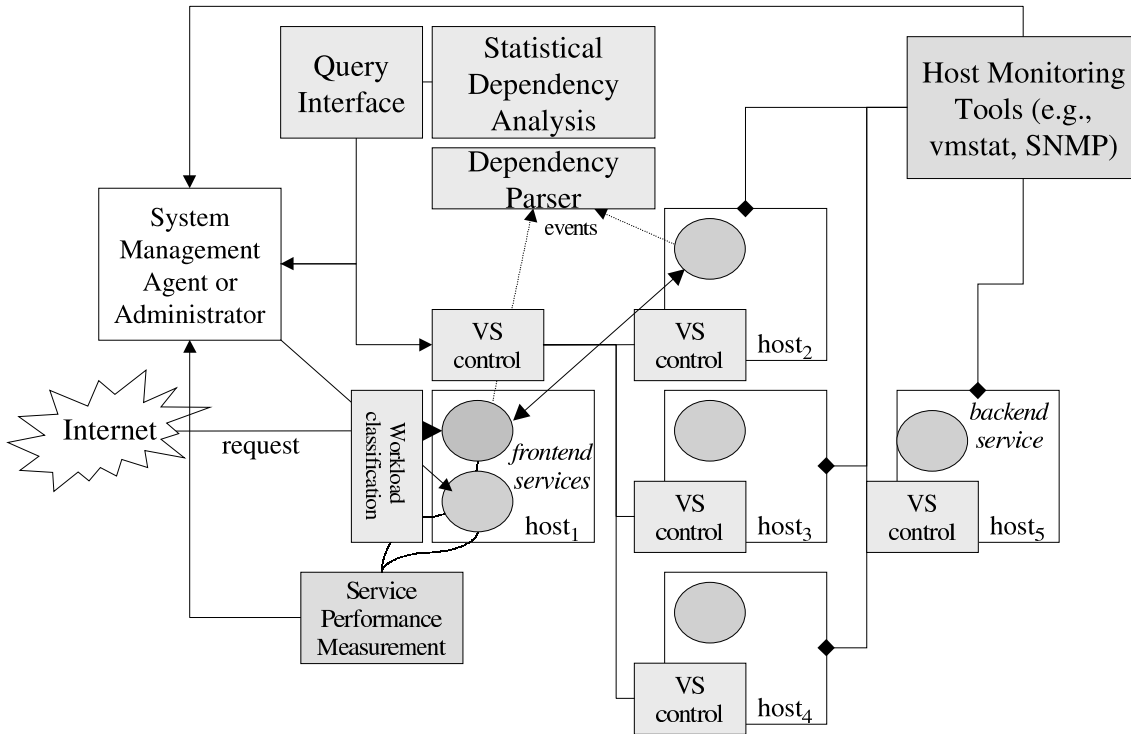 Query
Interface
Statistical
Dependency
Analysis
Host Monitoring
Tools (e.g.,
vmstat, SNMP)
Dependency
Parser
events
System
Management
Agent or
Administrator
VS
control
VS
control
host2
Internet
request
Workload
classification
frontend
services
host1
VS
control
host3
backend
service
VS
control
host5
Service
Performance
Measurement
VS
control
host4